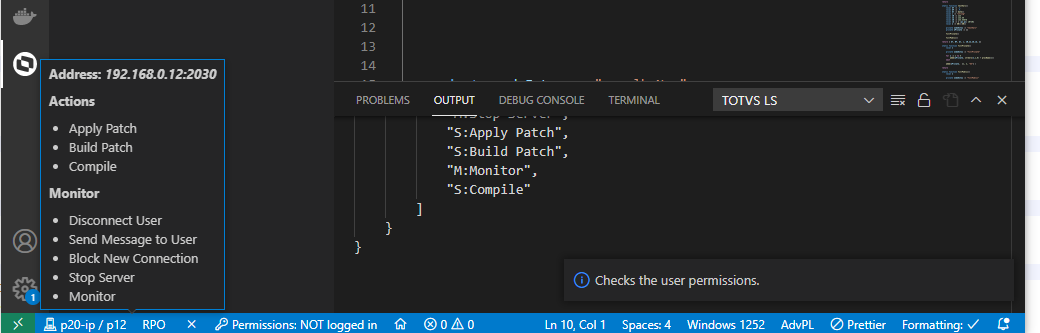 11
12
13
14
Address: 192.168.0.12:2030
Actions
Apply Patch
Build Patch
Compile
Monitor
Disconnect User
Send Message to User
Block New Connection
Stop Server
Monitor
PROBLEMS OUTPUT DEBUG CONSOLE TERMINAL TOTVS LS
"S:Apply Patch",
"S:Build Patch",
"M:Monitor",
"S:Compile"
]
}
}
Checks the user permissions.
1
p20-ip / p12 RPO Permissions: NOT logged in 0 0 Ln 10, Col 1 Spaces: 4 Windows 1252 AdvPL Prettier Formatting: